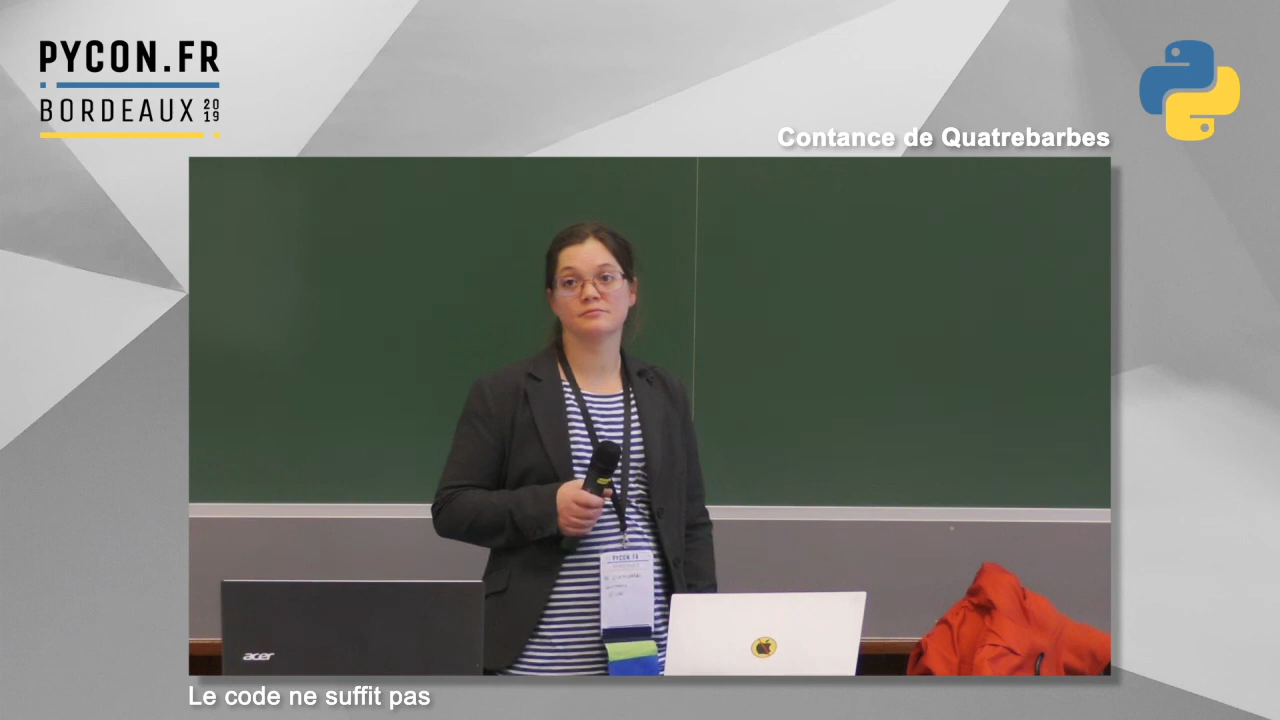 PYCON.FR
BORDEAUX 2019
Contance de Quatrebarbes
PYCON.FR
acer
Le code ne suffit pas